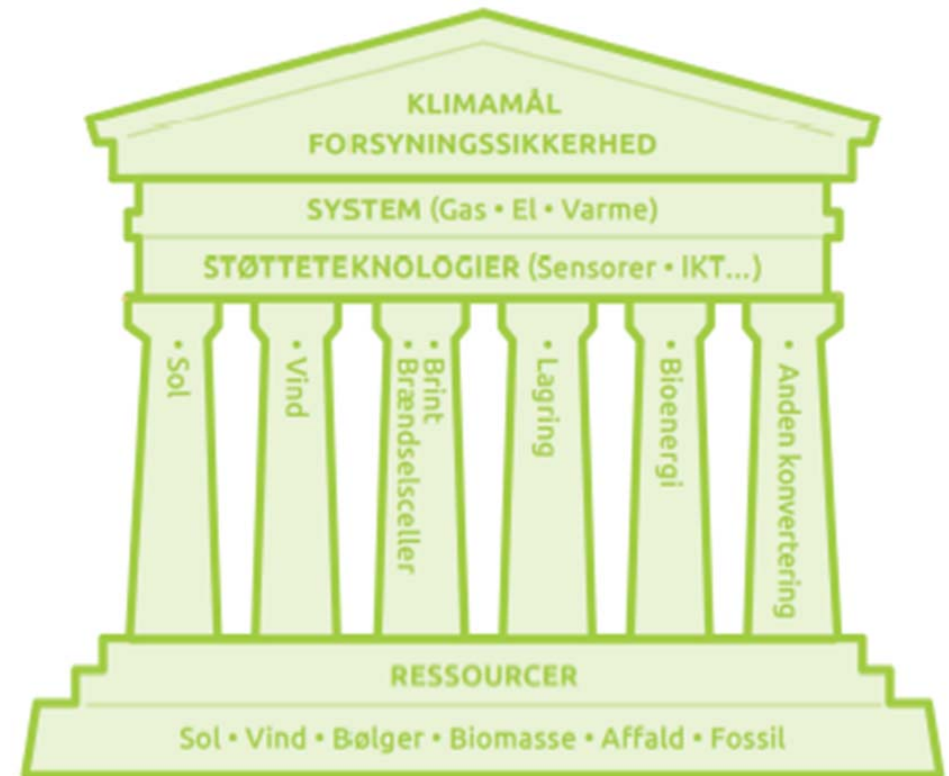 KLIMAMÅL
FORSYNINGSSIKKERHED
SYSTEM (Gas • El • Varme)
STØTTETEKNOLOGIER (Sensorer • IKT...)
• Sol
• Vind
• Brint
• Brændselsceller
• Lagring
• Bioenergi
• Anden konvertering
RESSOURCER
Sol • Vind • Bølger • Biomasse • Affald • Fossil